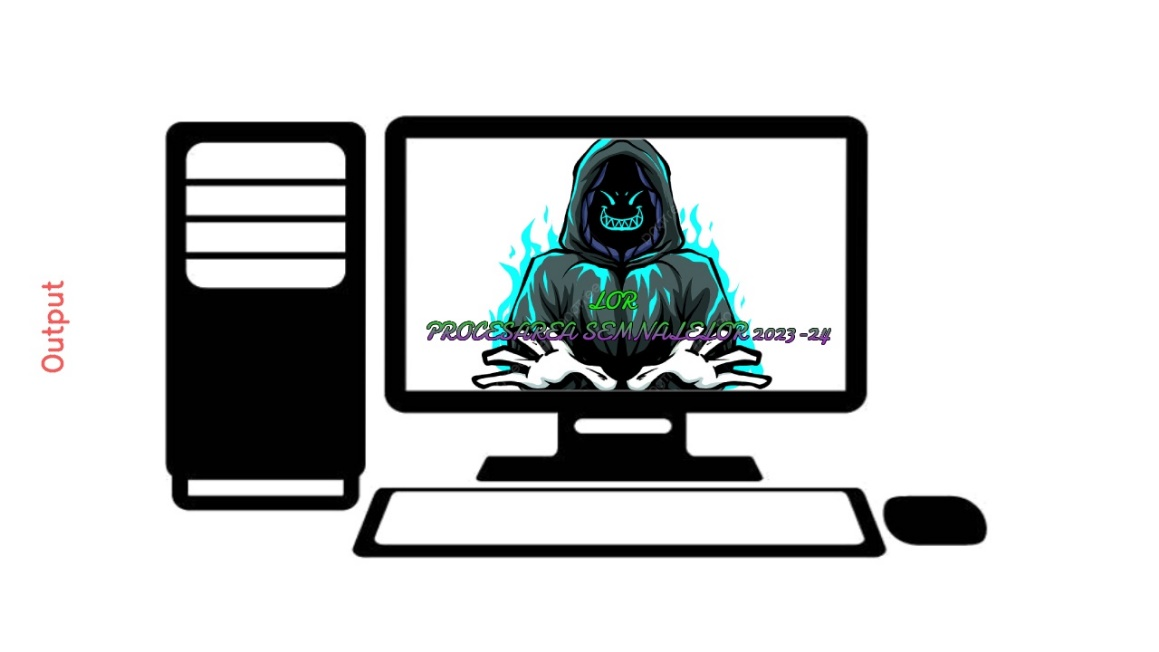 Output
LOR
PROCESAREA SEMNALELOR 2023-24